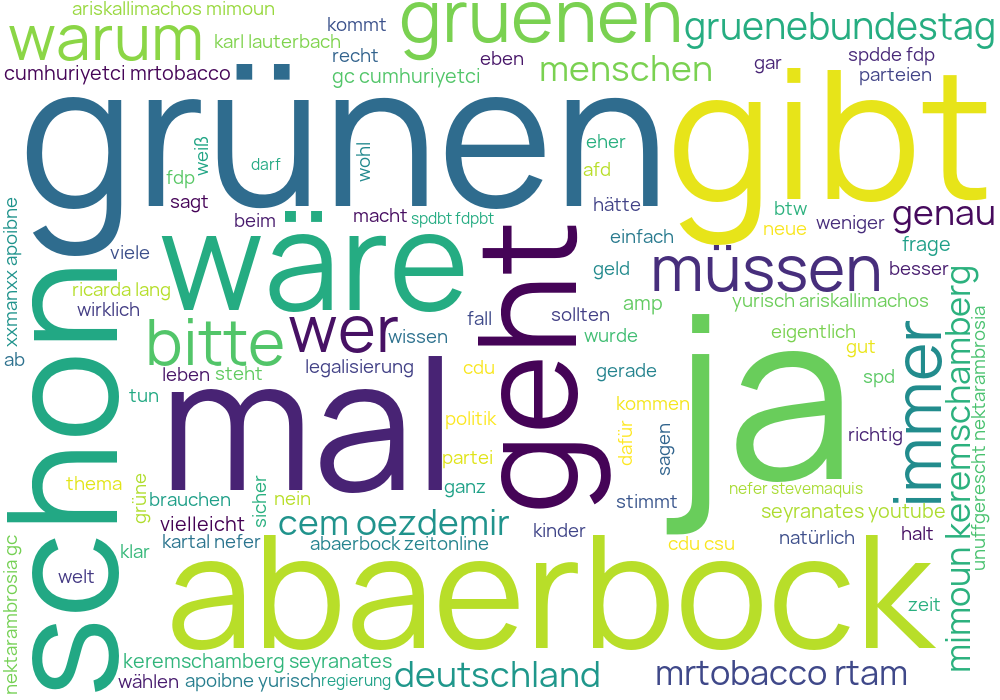 ariskallimachos mimoun
kommt
gruenen
gruenebundestag
warum
karl lauterbach
recht
eben
spdde fdp
cumhuriyetci mrtobacco
gc cumhuriyetci
menschen
gar
parteien
grünen
gibt
weiß
darf
wohl
eher
fdp
afd
sagt
beim
macht
spdbt fdpbt
hätte
btw
neue
weniger
genau
xxmanxx apoibne
viele
wäre
geht
einfach
frage
schon
ricarda lang
wirklich
geld
müssen
besser
amp
yurisch ariskallimachos
bitte
wer
wissen
fall
sollten
wurde
eigentlich
gut
ab
legalisierung
immer
mimoun keremschamberg
unuffgerescht nektarambrosia
leben
steht
cdu
gerade
spd
tun
mal
ja
politik
kommen
dafür
sagen
richtig
partei
thema
grüne
brauchen
sicher
nein
ganz
stimmt
nefer stevemaquis
vielleicht
cem oezdemir
kinder
seyranates youtube
klar
kartal nefer
abaerbock zeitonline
cdu csu
natürlich
halt
nektarambrosia gc
welt
abaerbock
zeit
keremschamberg seyranates
wählen
apoibne yurisch
regierung
deutschland
mrtobacco rtam